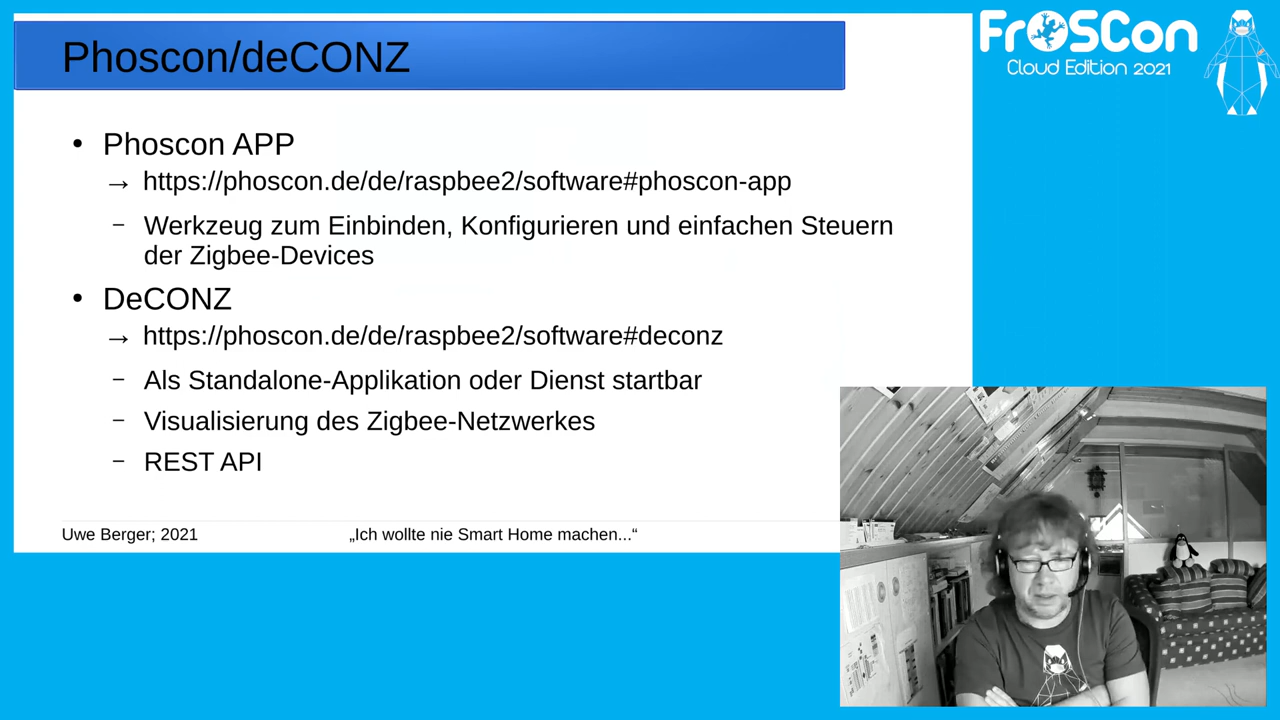 Phoscon/deCONZ
FrOSCon
Cloud Edition 2021
• Phoscon APP
→ https://phoscon.de/de/raspbee2/software#phoscon-app
– Werkzeug zum Einbinden, Konfigurieren und einfachen Steuern
der Zigbee-Devices
• DeCONZ
→ https://phoscon.de/de/raspbee2/software#deconz
– Als Standalone-Applikation oder Dienst startbar
– Visualisierung des Zigbee-Netzwerkes
– REST API
Uwe Berger; 2021
„Ich wollte nie Smart Home machen...“